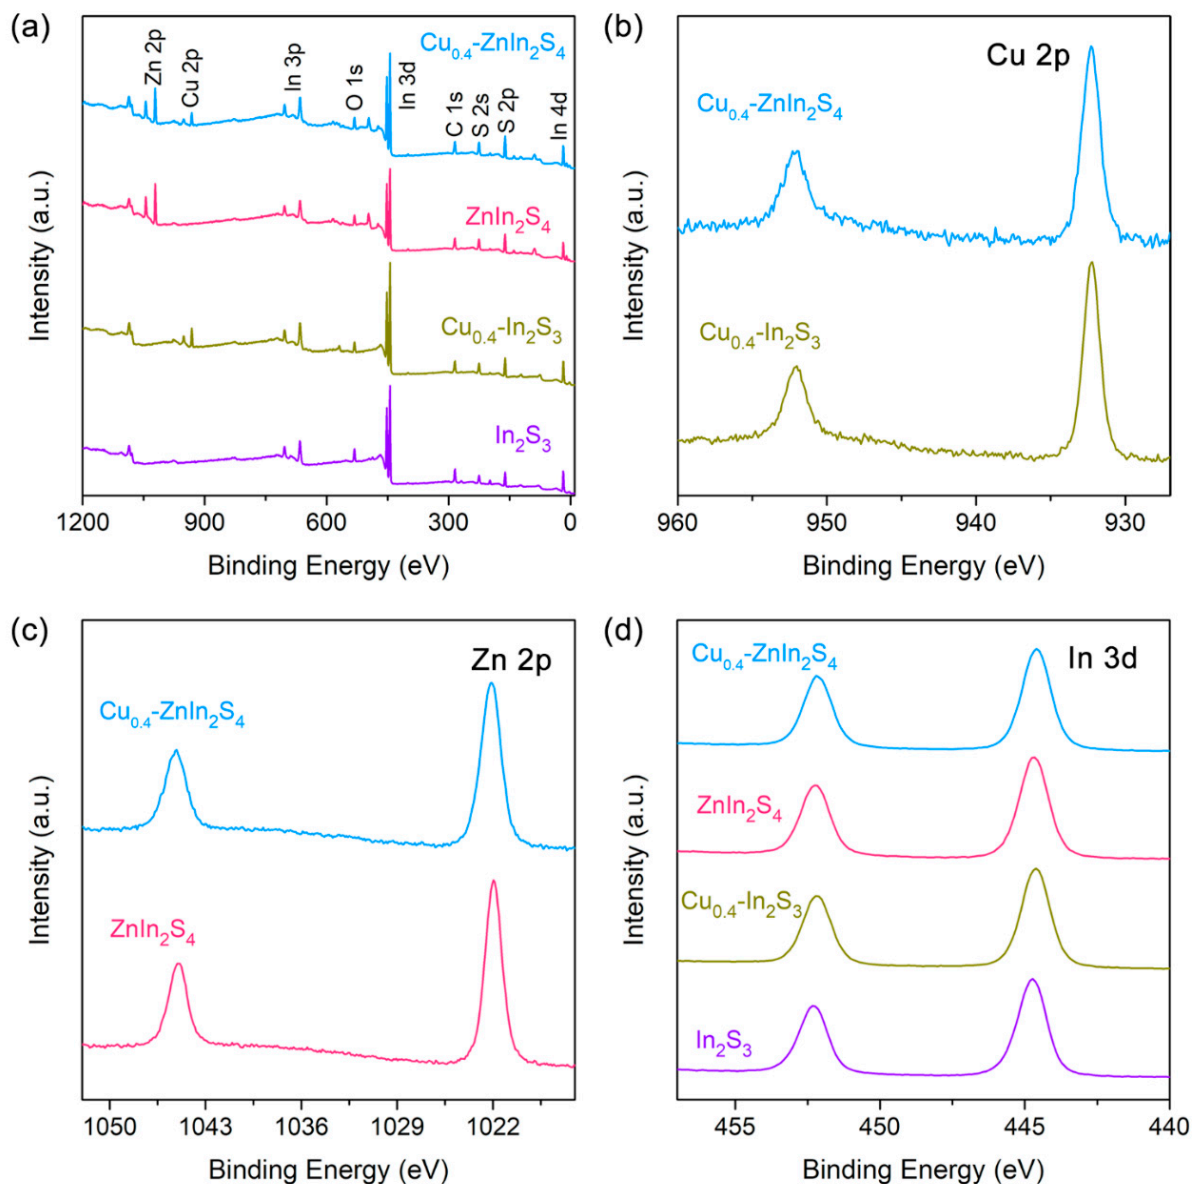 (a)
Cu0.4-ZnIn2S4
Zn 2p
Cu 2p
In 3p
O 1s
In 3d
C 1s
S 2s
S 2p
In 4d
ZnIn2S4
Cu0.4-In2S3
In2S3
Intensity (a.u.)
1200 900 600 300 0
Binding Energy (eV)
(b)
Cu 2p
Cu0.4-ZnIn2S4
Cu0.4-In2S3
Intensity (a.u.)
960 950 940 930
Binding Energy (eV)
(c)
Zn 2p
Cu0.4-ZnIn2S4
ZnIn2S4
Intensity (a.u.)
1050 1043 1036 1029 1022
Binding Energy (eV)
(d)
In 3d
Cu0.4-ZnIn2S4
ZnIn2S4
Cu0.4-In2S3
In2S3
Intensity (a.u.)
455 450 445 440
Binding Energy (eV)